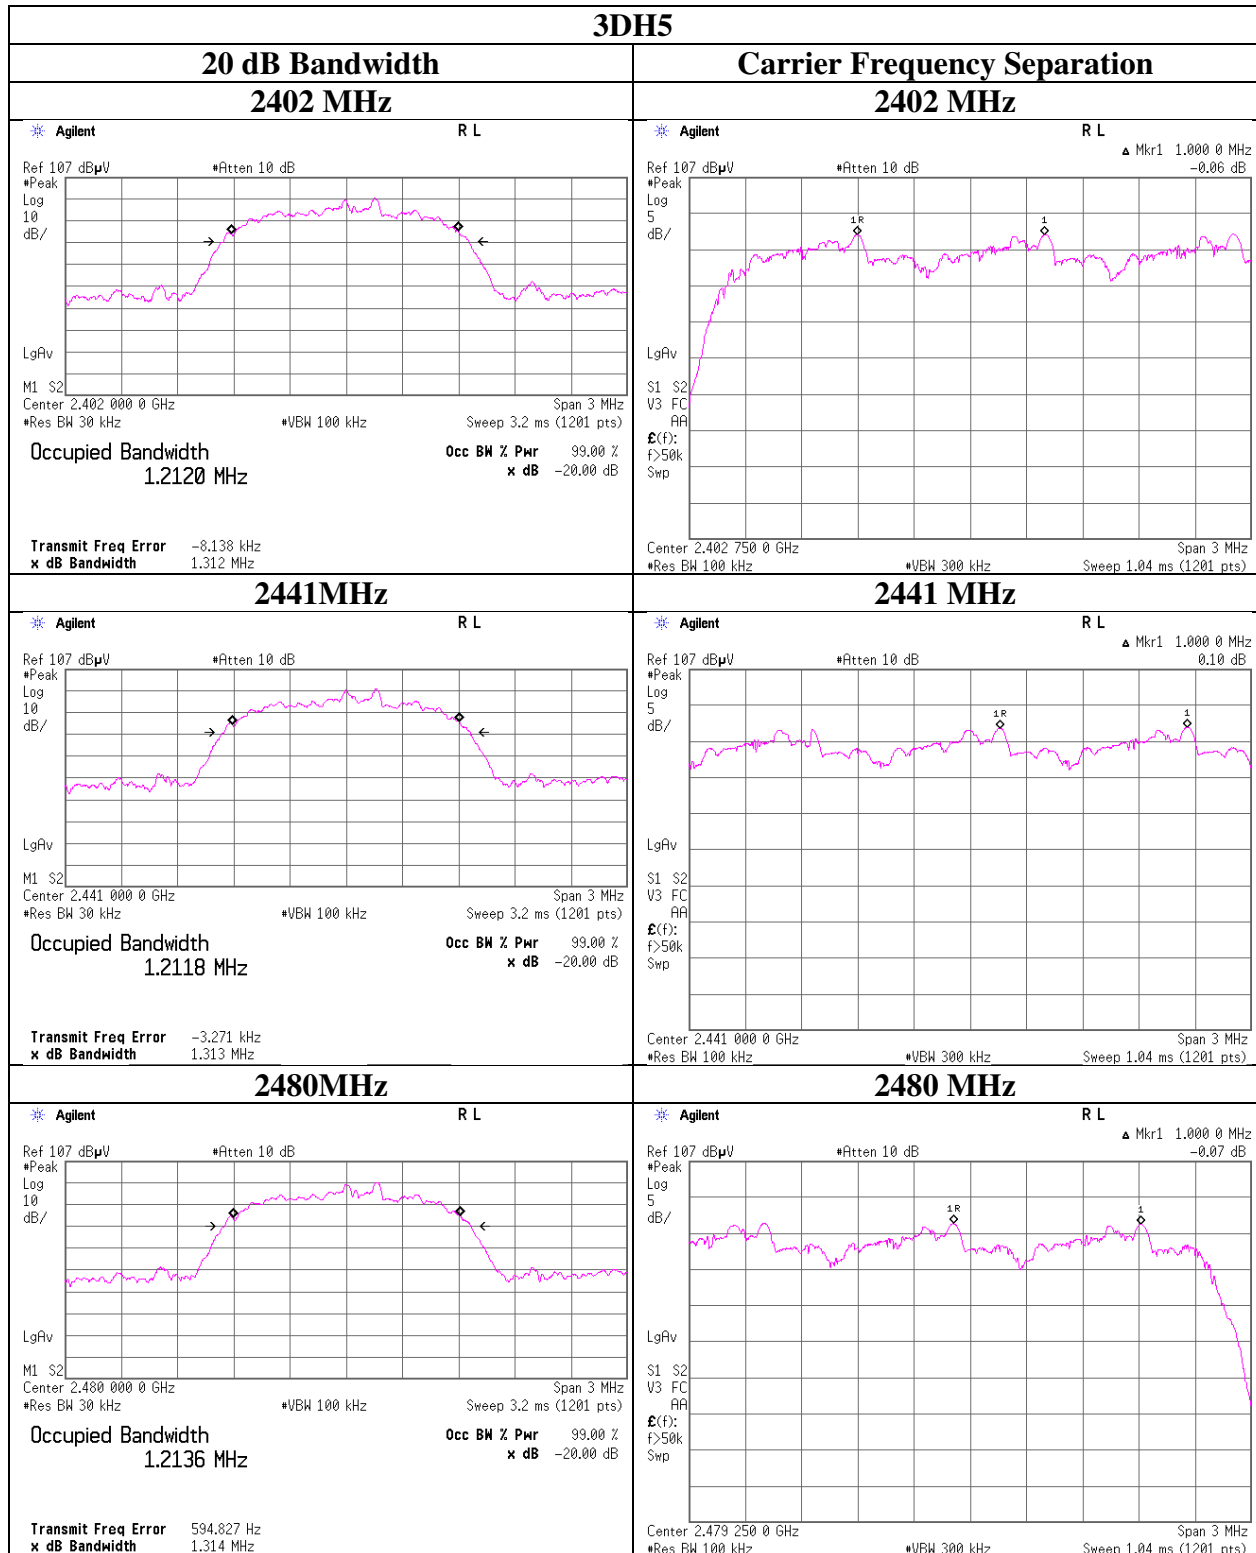 3DH5
20 dB Bandwidth
Carrier Frequency Separation
2402 MHz
2402 MHz
Agilent
R L
Ref 107 dBµV
#Atten 10 dB
#Peak
Log
10
dB/
LgAv
M1 S2
Center 2.402 000 0 GHz
Span 3 MHz
#Res BW 30 kHz
#VBW 100 kHz
Sweep 3.2 ms (1201 pts)
Occupied Bandwidth
1.2120 MHz
Occ BW % Pwr 99.00 %
x dB -20.00 dB
Transmit Freq Error -8.138 kHz
x dB Bandwidth 1.312 MHz
Agilent
R L
Δ Mkr1 1.000 0 MHz
Ref 107 dBµV
#Atten 10 dB
-0.06 dB
#Peak
Log
5
dB/
1R
1
LgAv
S1 S2
V3 FC
AA
£(f):
f>50k
Swp
Center 2.402 750 0 GHz
Span 3 MHz
#Res BW 100 kHz
#VBW 300 kHz
Sweep 1.04 ms (1201 pts)
2441MHz
2441 MHz
Agilent
R L
Ref 107 dBµV
#Atten 10 dB
#Peak
Log
10
dB/
LgAv
M1 S2
Center 2.441 000 0 GHz
Span 3 MHz
#Res BW 30 kHz
#VBW 100 kHz
Sweep 3.2 ms (1201 pts)
Occupied Bandwidth
1.2118 MHz
Occ BW % Pwr 99.00 %
x dB -20.00 dB
Transmit Freq Error -3.271 kHz
x dB Bandwidth 1.313 MHz
Agilent
R L
Δ Mkr1 1.000 0 MHz
Ref 107 dBµV
#Atten 10 dB
0.10 dB
#Peak
Log
5
dB/
1R
1
LgAv
S1 S2
V3 FC
AA
£(f):
f>50k
Swp
Center 2.441 000 0 GHz
Span 3 MHz
#Res BW 100 kHz
#VBW 300 kHz
Sweep 1.04 ms (1201 pts)
2480MHz
2480 MHz
Agilent
R L
Ref 107 dBµV
#Atten 10 dB
#Peak
Log
10
dB/
LgAv
M1 S2
Center 2.480 000 0 GHz
Span 3 MHz
#Res BW 30 kHz
#VBW 100 kHz
Sweep 3.2 ms (1201 pts)
Occupied Bandwidth
1.2136 MHz
Occ BW % Pwr 99.00 %
x dB -20.00 dB
Transmit Freq Error 594.827 Hz
x dB Bandwidth 1.314 MHz
Agilent
R L
Δ Mkr1 1.000 0 MHz
Ref 107 dBµV
#Atten 10 dB
-0.07 dB
#Peak
Log
5
dB/
1R
1
LgAv
S1 S2
V3 FC
AA
£(f):
f>50k
Swp
Center 2.479 250 0 GHz
Span 3 MHz
#Res BW 100 kHz
#VBW 300 kHz
Sweep 1.04 ms (1201 pts)